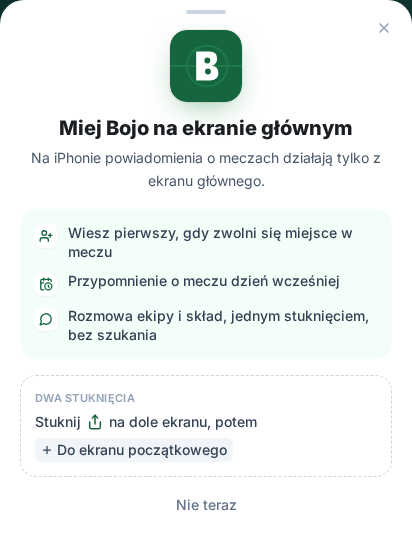 B
Miej Bojo na ekranie głównym
Na iPhonie powiadomienia o meczach działają tylko z
ekranu głównego.
Wiesz pierwszy, gdy zwolni się miejsce w
meczu
Przypomnienie o meczu dzień wcześniej
Rozmowa ekipy i skład, jednym stuknięciem,
bez szukania
DWA STUKNIĘCIA
Stuknij na dole ekranu, potem
+ Do ekranu początkowego
Nie teraz